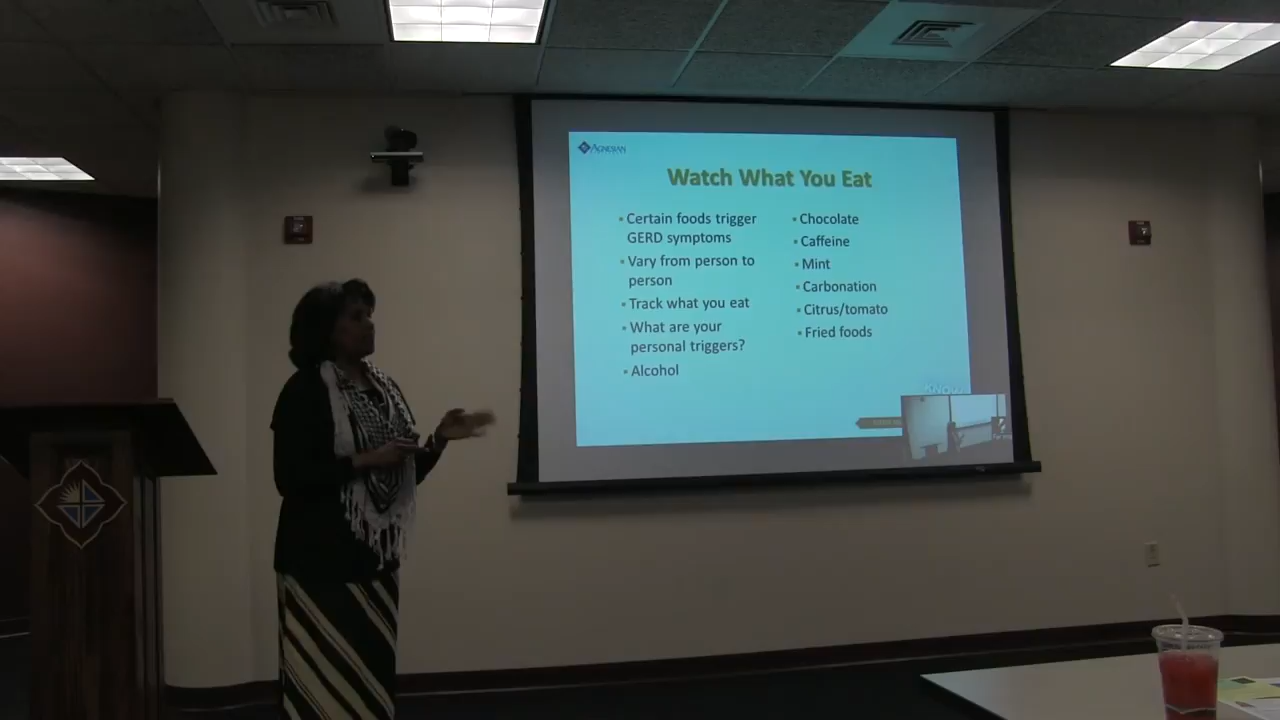 AGNESIAN
Watch What You Eat
▪ Certain foods trigger
GERD symptoms
▪ Vary from person to
person
▪ Track what you eat
▪ What are your
personal triggers?
▪ Alcohol
▪ Chocolate
▪ Caffeine
▪ Mint
▪ Carbonation
▪ Citrus/tomato
▪ Fried foods